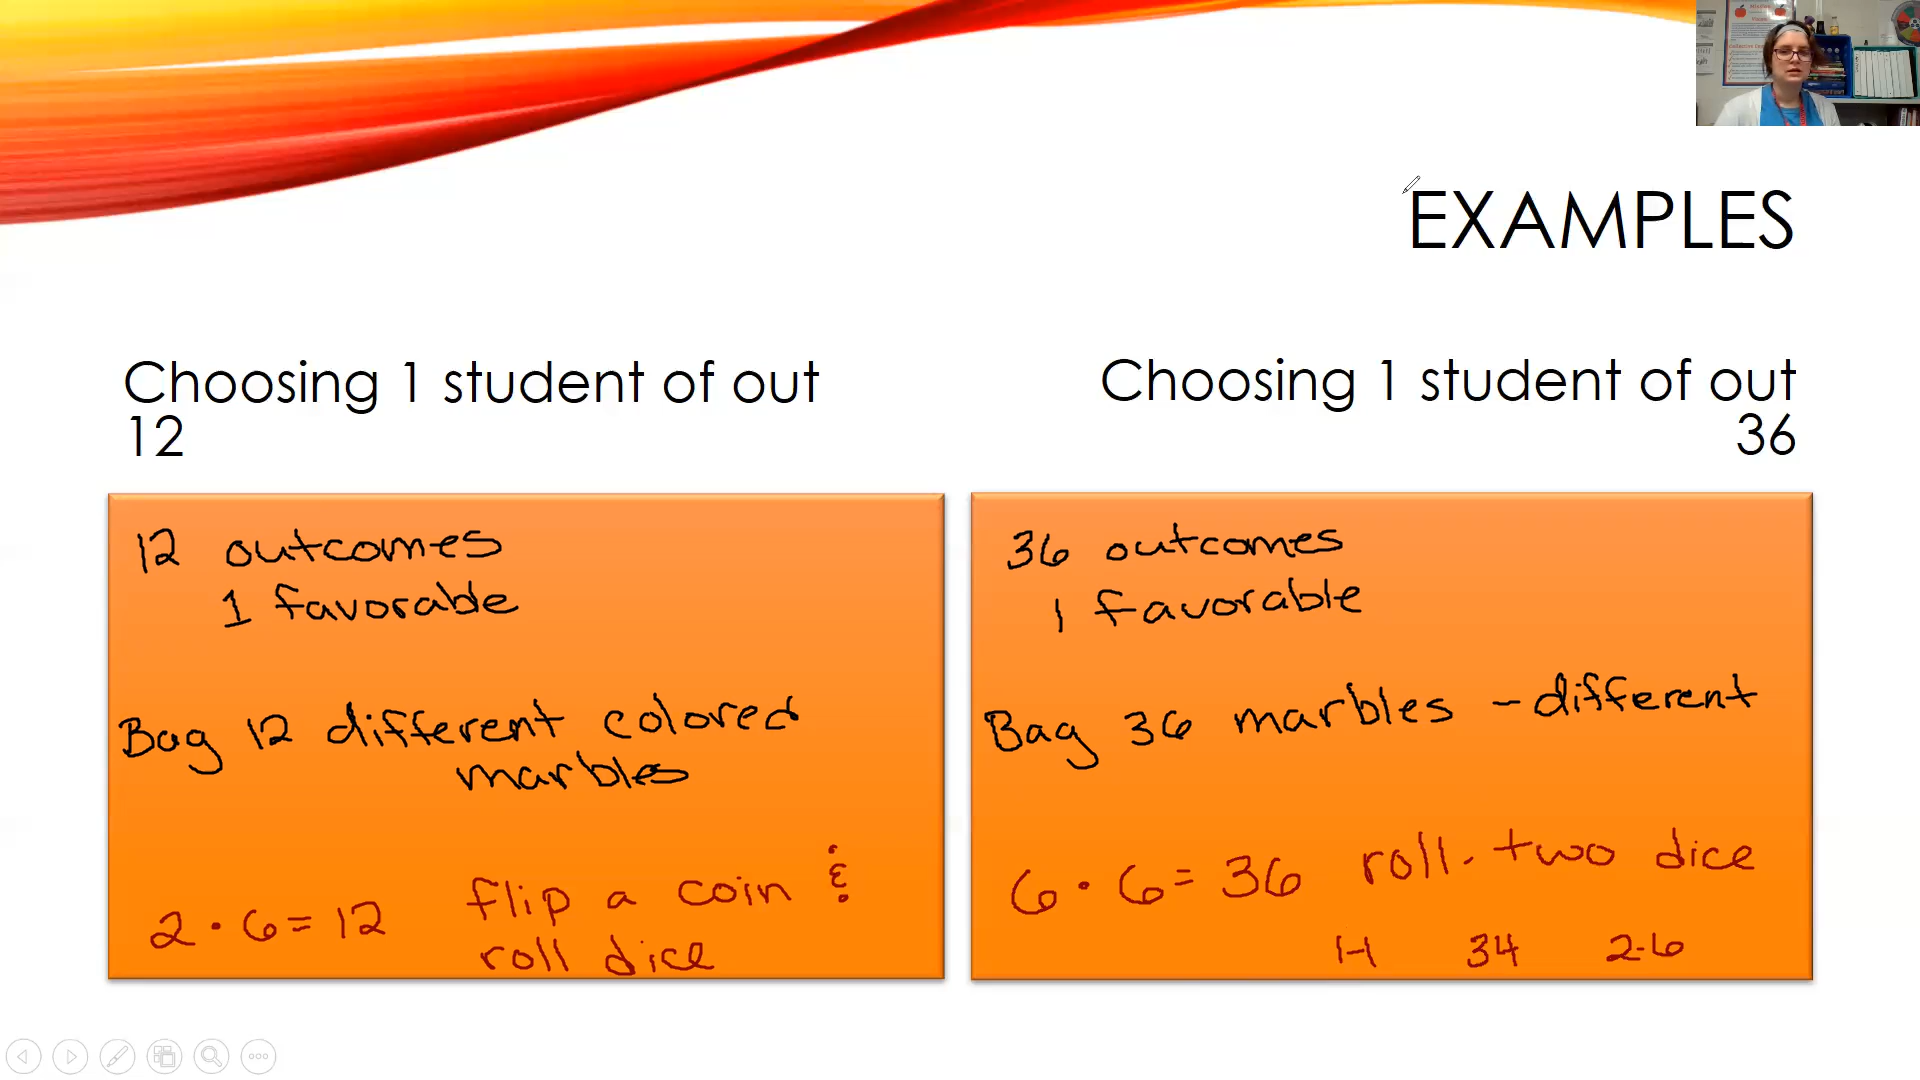 EXAMPLES
Choosing 1 student of out
12
12 outcomes
1 favorable
Bag 12 different colored
marbles
2 · 6 = 12 flip a coin &
roll dice
Choosing 1 student of out
36
36 outcomes
1 favorable
Bag 36 marbles - different
6 · 6 = 36 roll - two dice
1-1 34 2-6